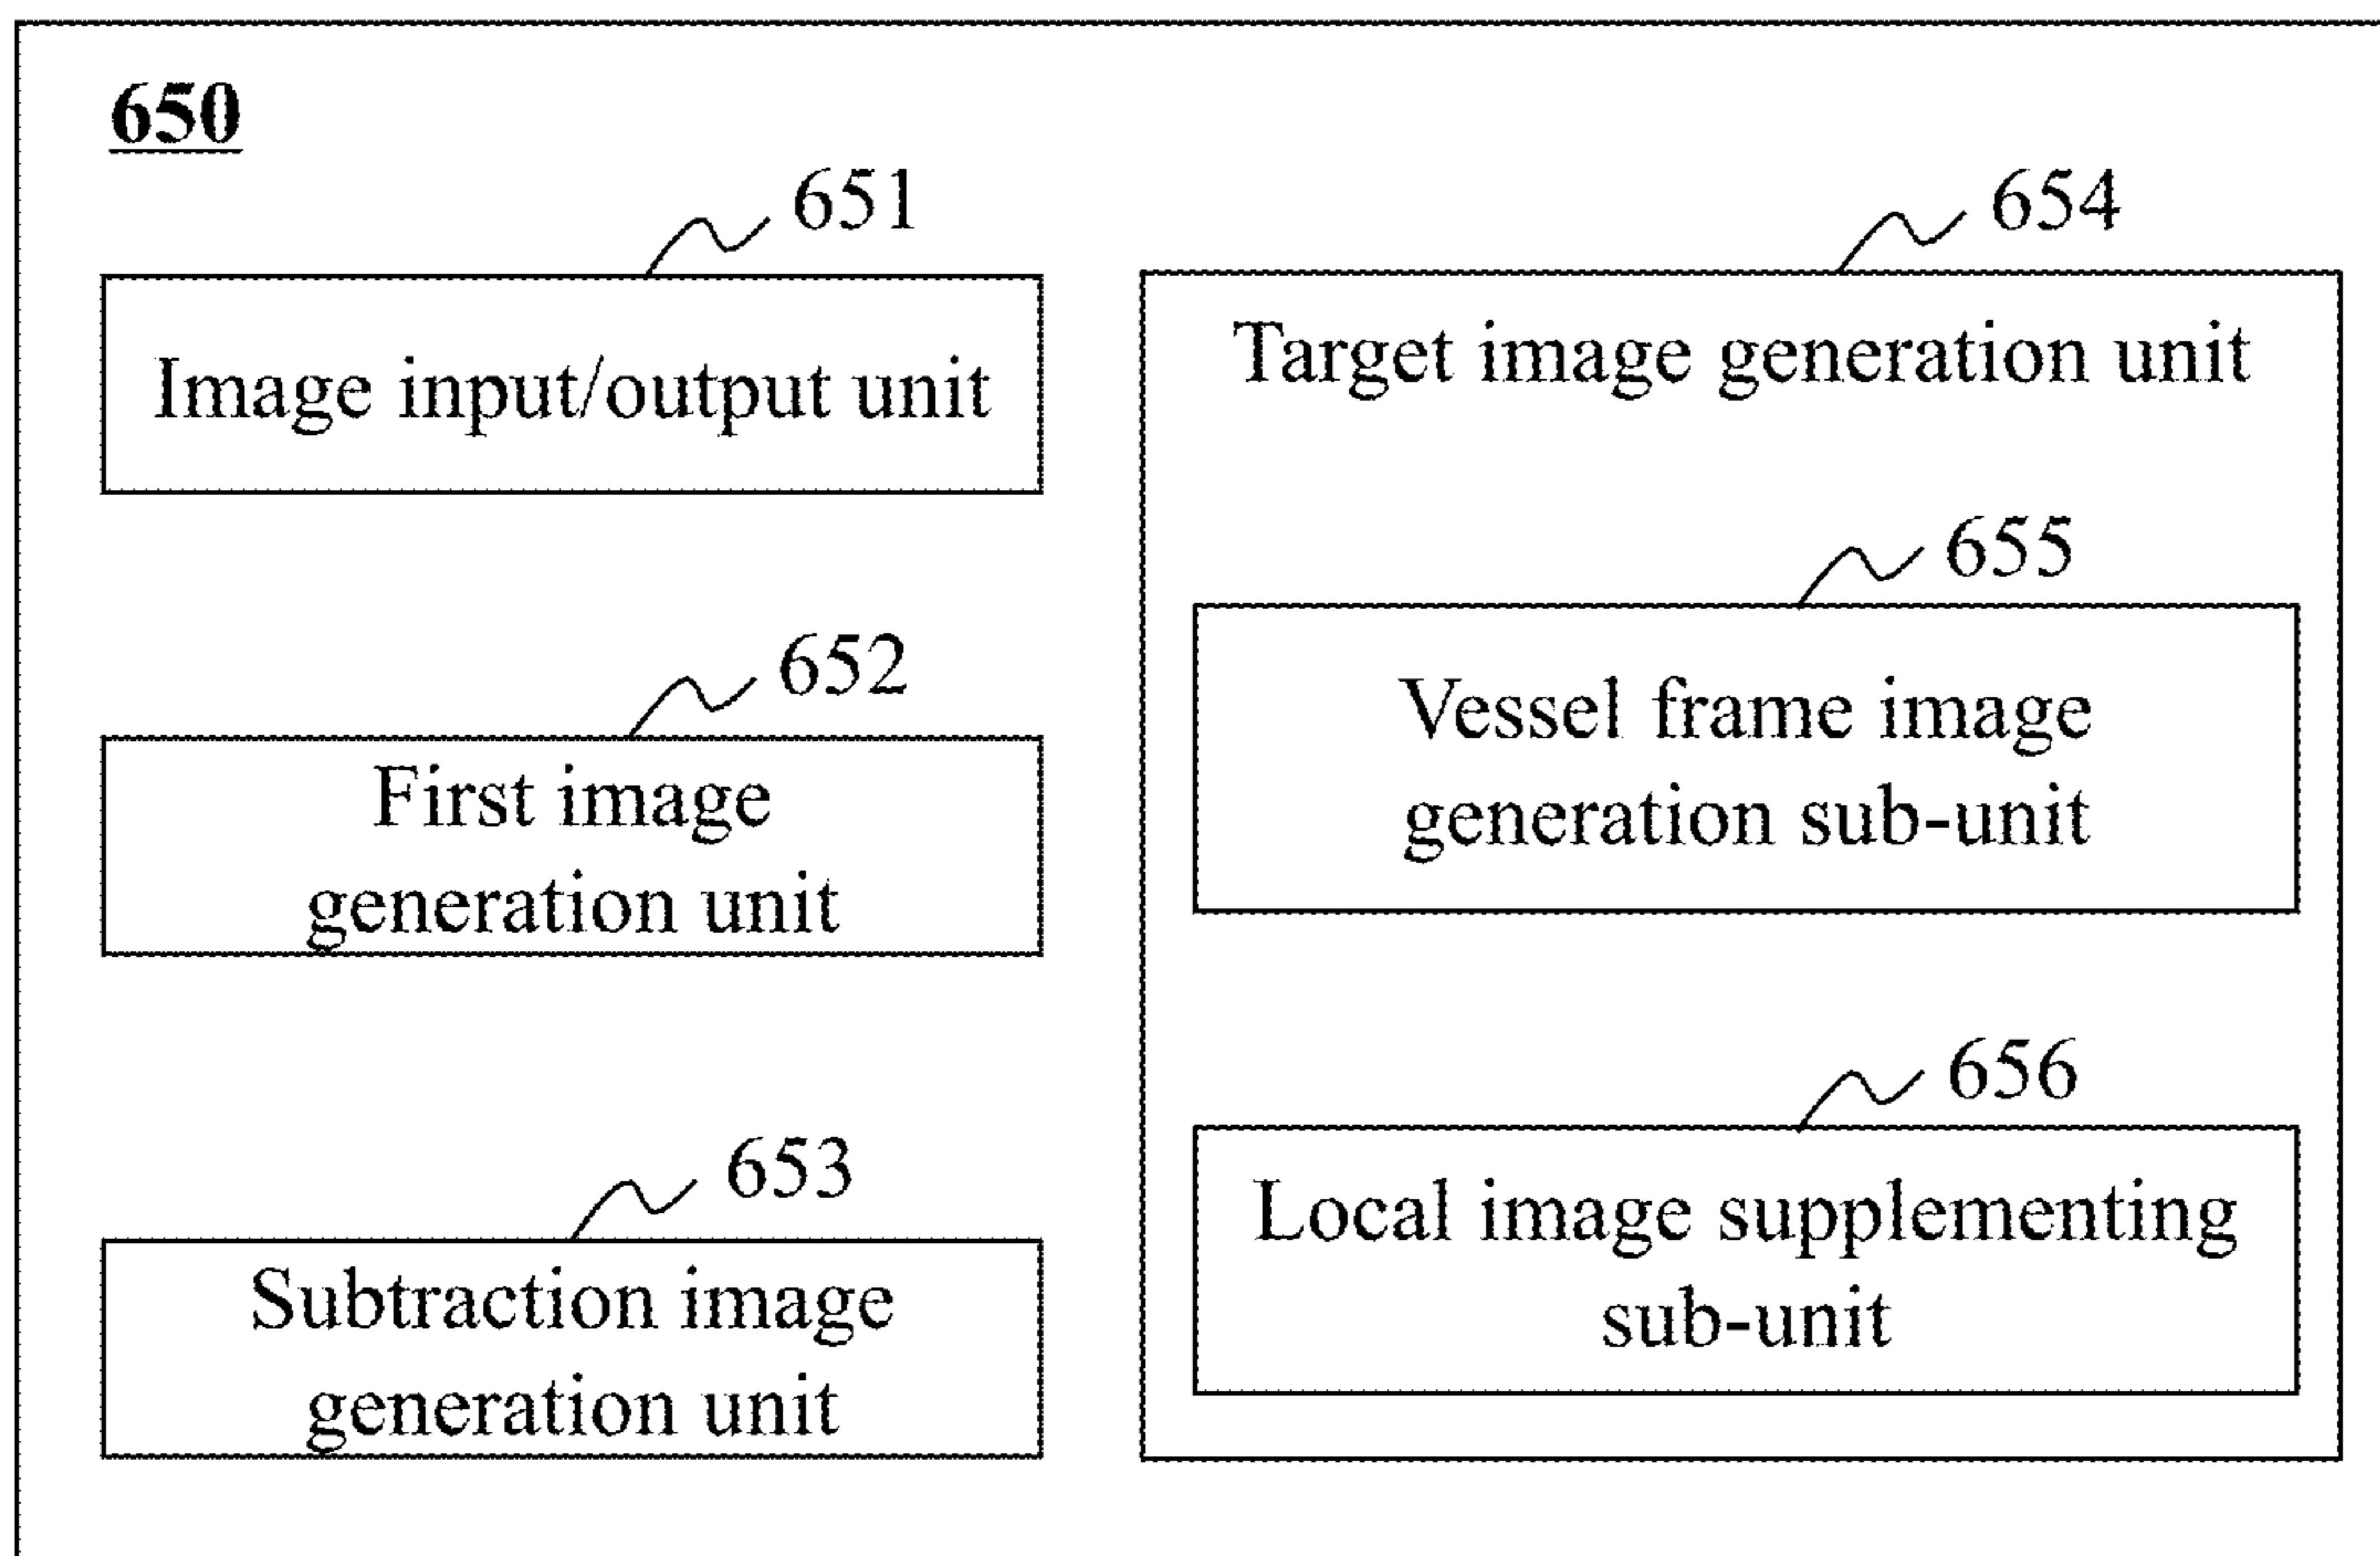 650
651
Image input/output unit
652
First image
generation unit
653
Subtraction image
generation unit
654
Target image generation unit
655
Vessel frame image
generation sub-unit
656
Local image supplementing
sub-unit